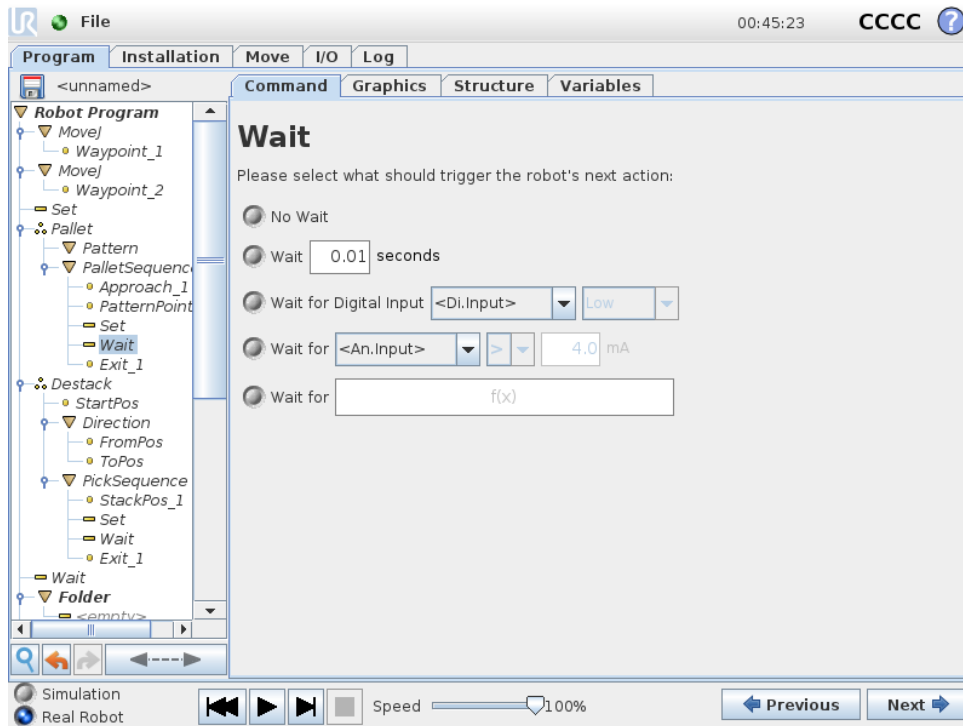 UR File 00:45:23 CCCC ?
Program Installation Move I/O Log
<unnamed>
Command Graphics Structure Variables
Robot Program
MoveJ
Waypoint_1
MoveJ
Waypoint_2
Set
Pallet
Pattern
PalletSequenc
Approach_1
PatternPoint
Set
Wait
Exit_1
Destack
StartPos
Direction
FromPos
ToPos
PickSequence
StackPos_1
Set
Wait
Exit_1
Wait
Folder
<empty>
Wait
Please select what should trigger the robot's next action:
No Wait
Wait 0.01 seconds
Wait for Digital Input <Di.Input> Low
Wait for <An.Input> > 4.0 mA
Wait for f(x)
Simulation
Real Robot
Speed 100%
Previous Next